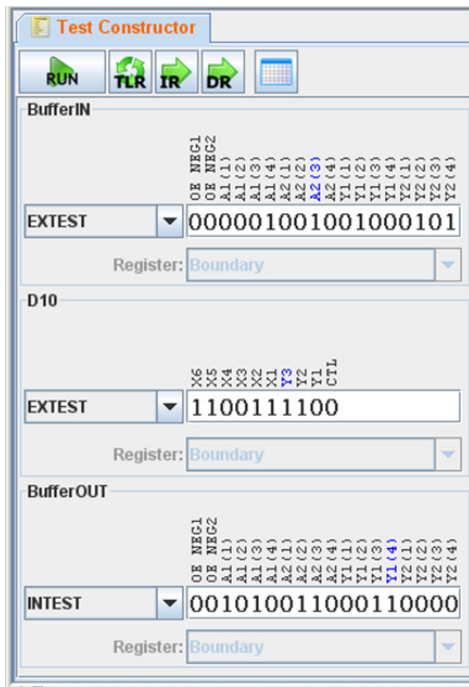 Test Constructor
RUN
TLR
IR
DR
BufferIN
OE NEG1
OE NEG2
A1(1)
A1(2)
A1(3)
A1(4)
A2(1)
A2(2)
A2(3)
A2(4)
Y1(1)
Y1(2)
Y1(3)
Y1(4)
Y2(1)
Y2(2)
Y2(3)
Y2(4)
EXTEST 000001001001000101
Register: Boundary
D10
X6
X5
X4
X3
X2
X1
Y3
Y2
Y1
CTL
EXTEST 1100111100
Register: Boundary
BufferOUT
OE NEG1
OE NEG2
A1(1)
A1(2)
A1(3)
A1(4)
A2(1)
A2(2)
A2(3)
A2(4)
Y1(1)
Y1(2)
Y1(3)
Y1(4)
Y2(1)
Y2(2)
Y2(3)
Y2(4)
INTEST 001010011000110000
Register: Boundary